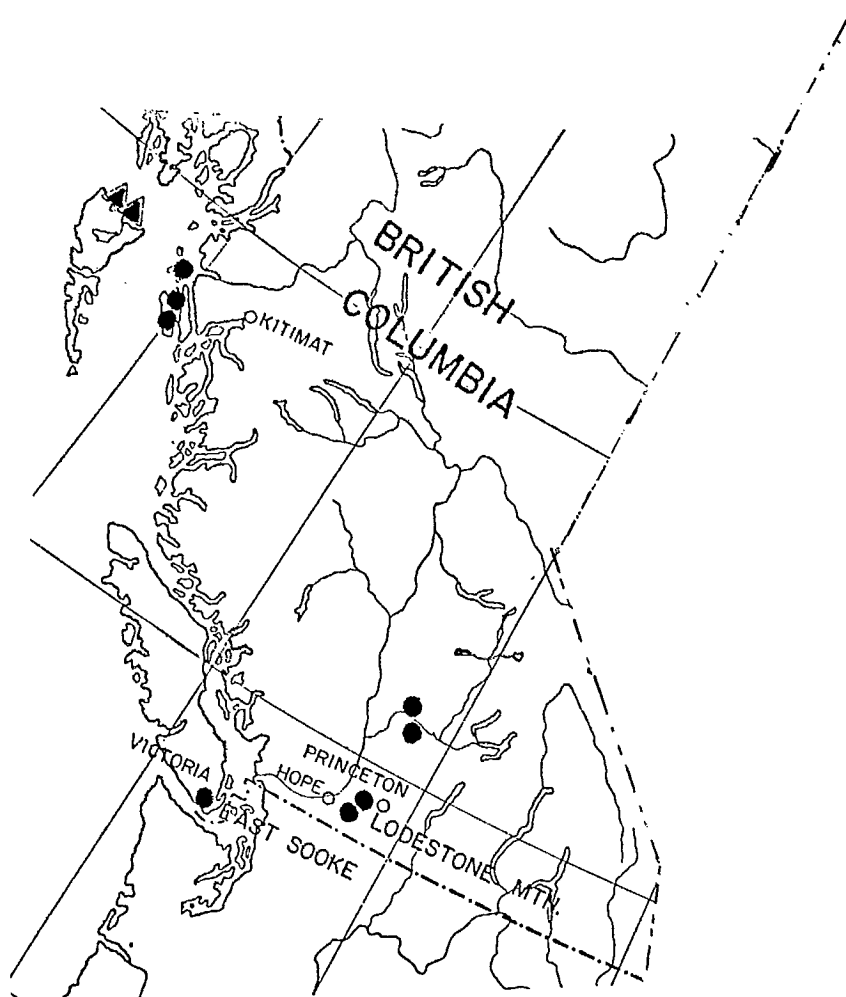 BRITISH
COLUMBIA
KITIMAT
VICTORIA
PRINCETON
HOPE
EAST SOOKE
LODESTONE MTN.